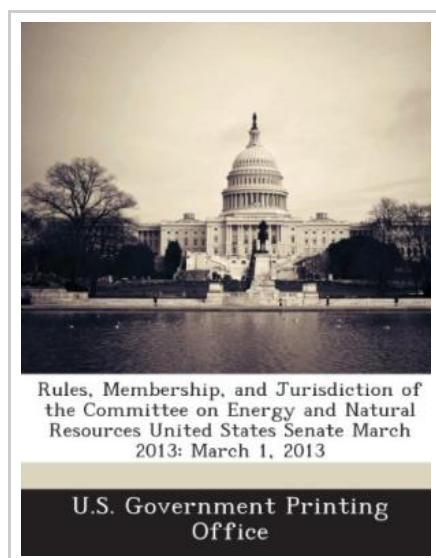 Rules, Membership, and Jurisdiction of
the Committee on Energy and Natural
Resources United States Senate March
2013: March 1, 2013
U.S. Government Printing
Office